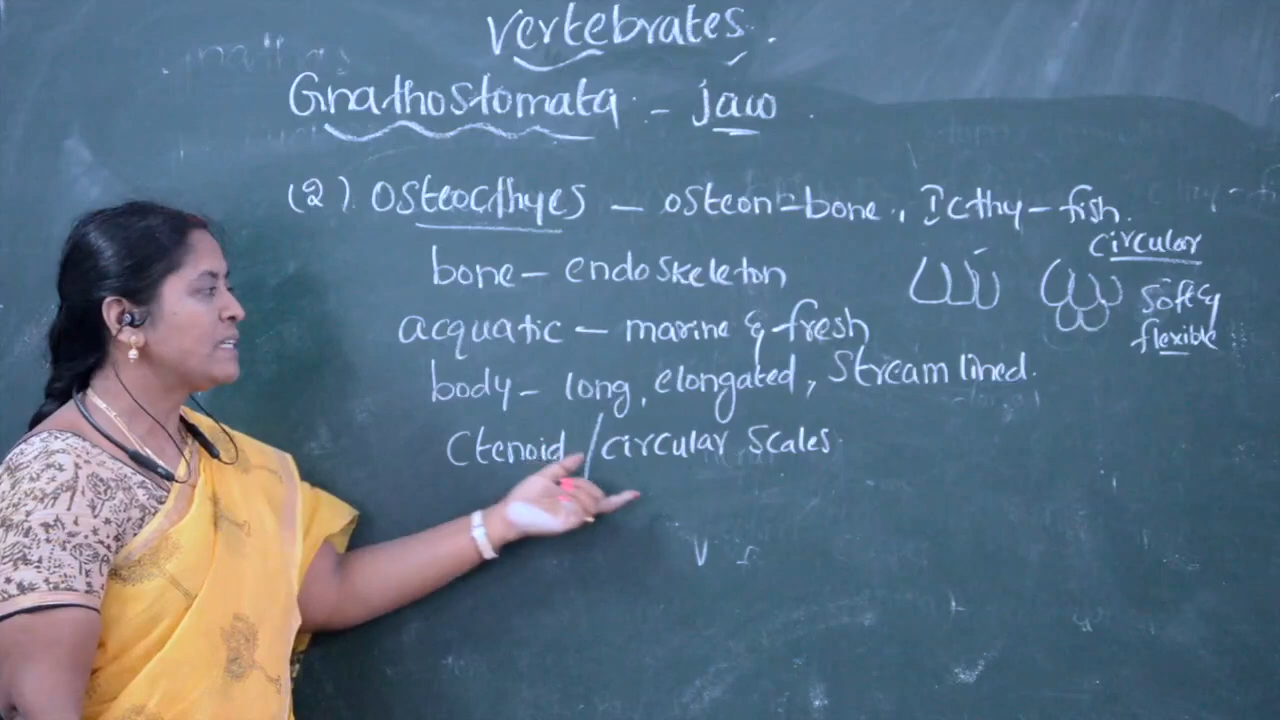 Vertebrates.
Gnathostomata - jaw.
(2). Osteocthyes - osteon=bone, Icthy-fish.
circular
bone - endoskeleton
soft &
flexible
acquatic - marine & fresh
body - long, elongated, Stream lined.
Ctenoid / circular Scales.
V